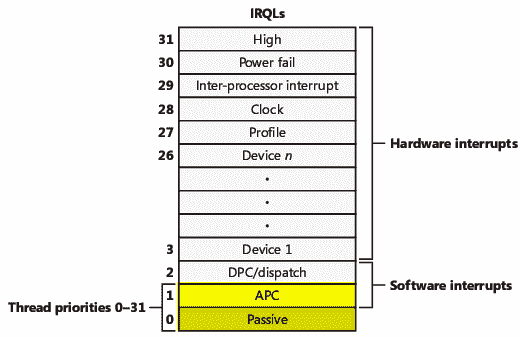 IRQLs
31 High
30 Power fail
29 Inter-processor interrupt
28 Clock
27 Profile
26 Device n
•
•
•
Hardware interrupts
3 Device 1
2 DPC/dispatch
Software interrupts
Thread priorities 0–31
1 APC
0 Passive